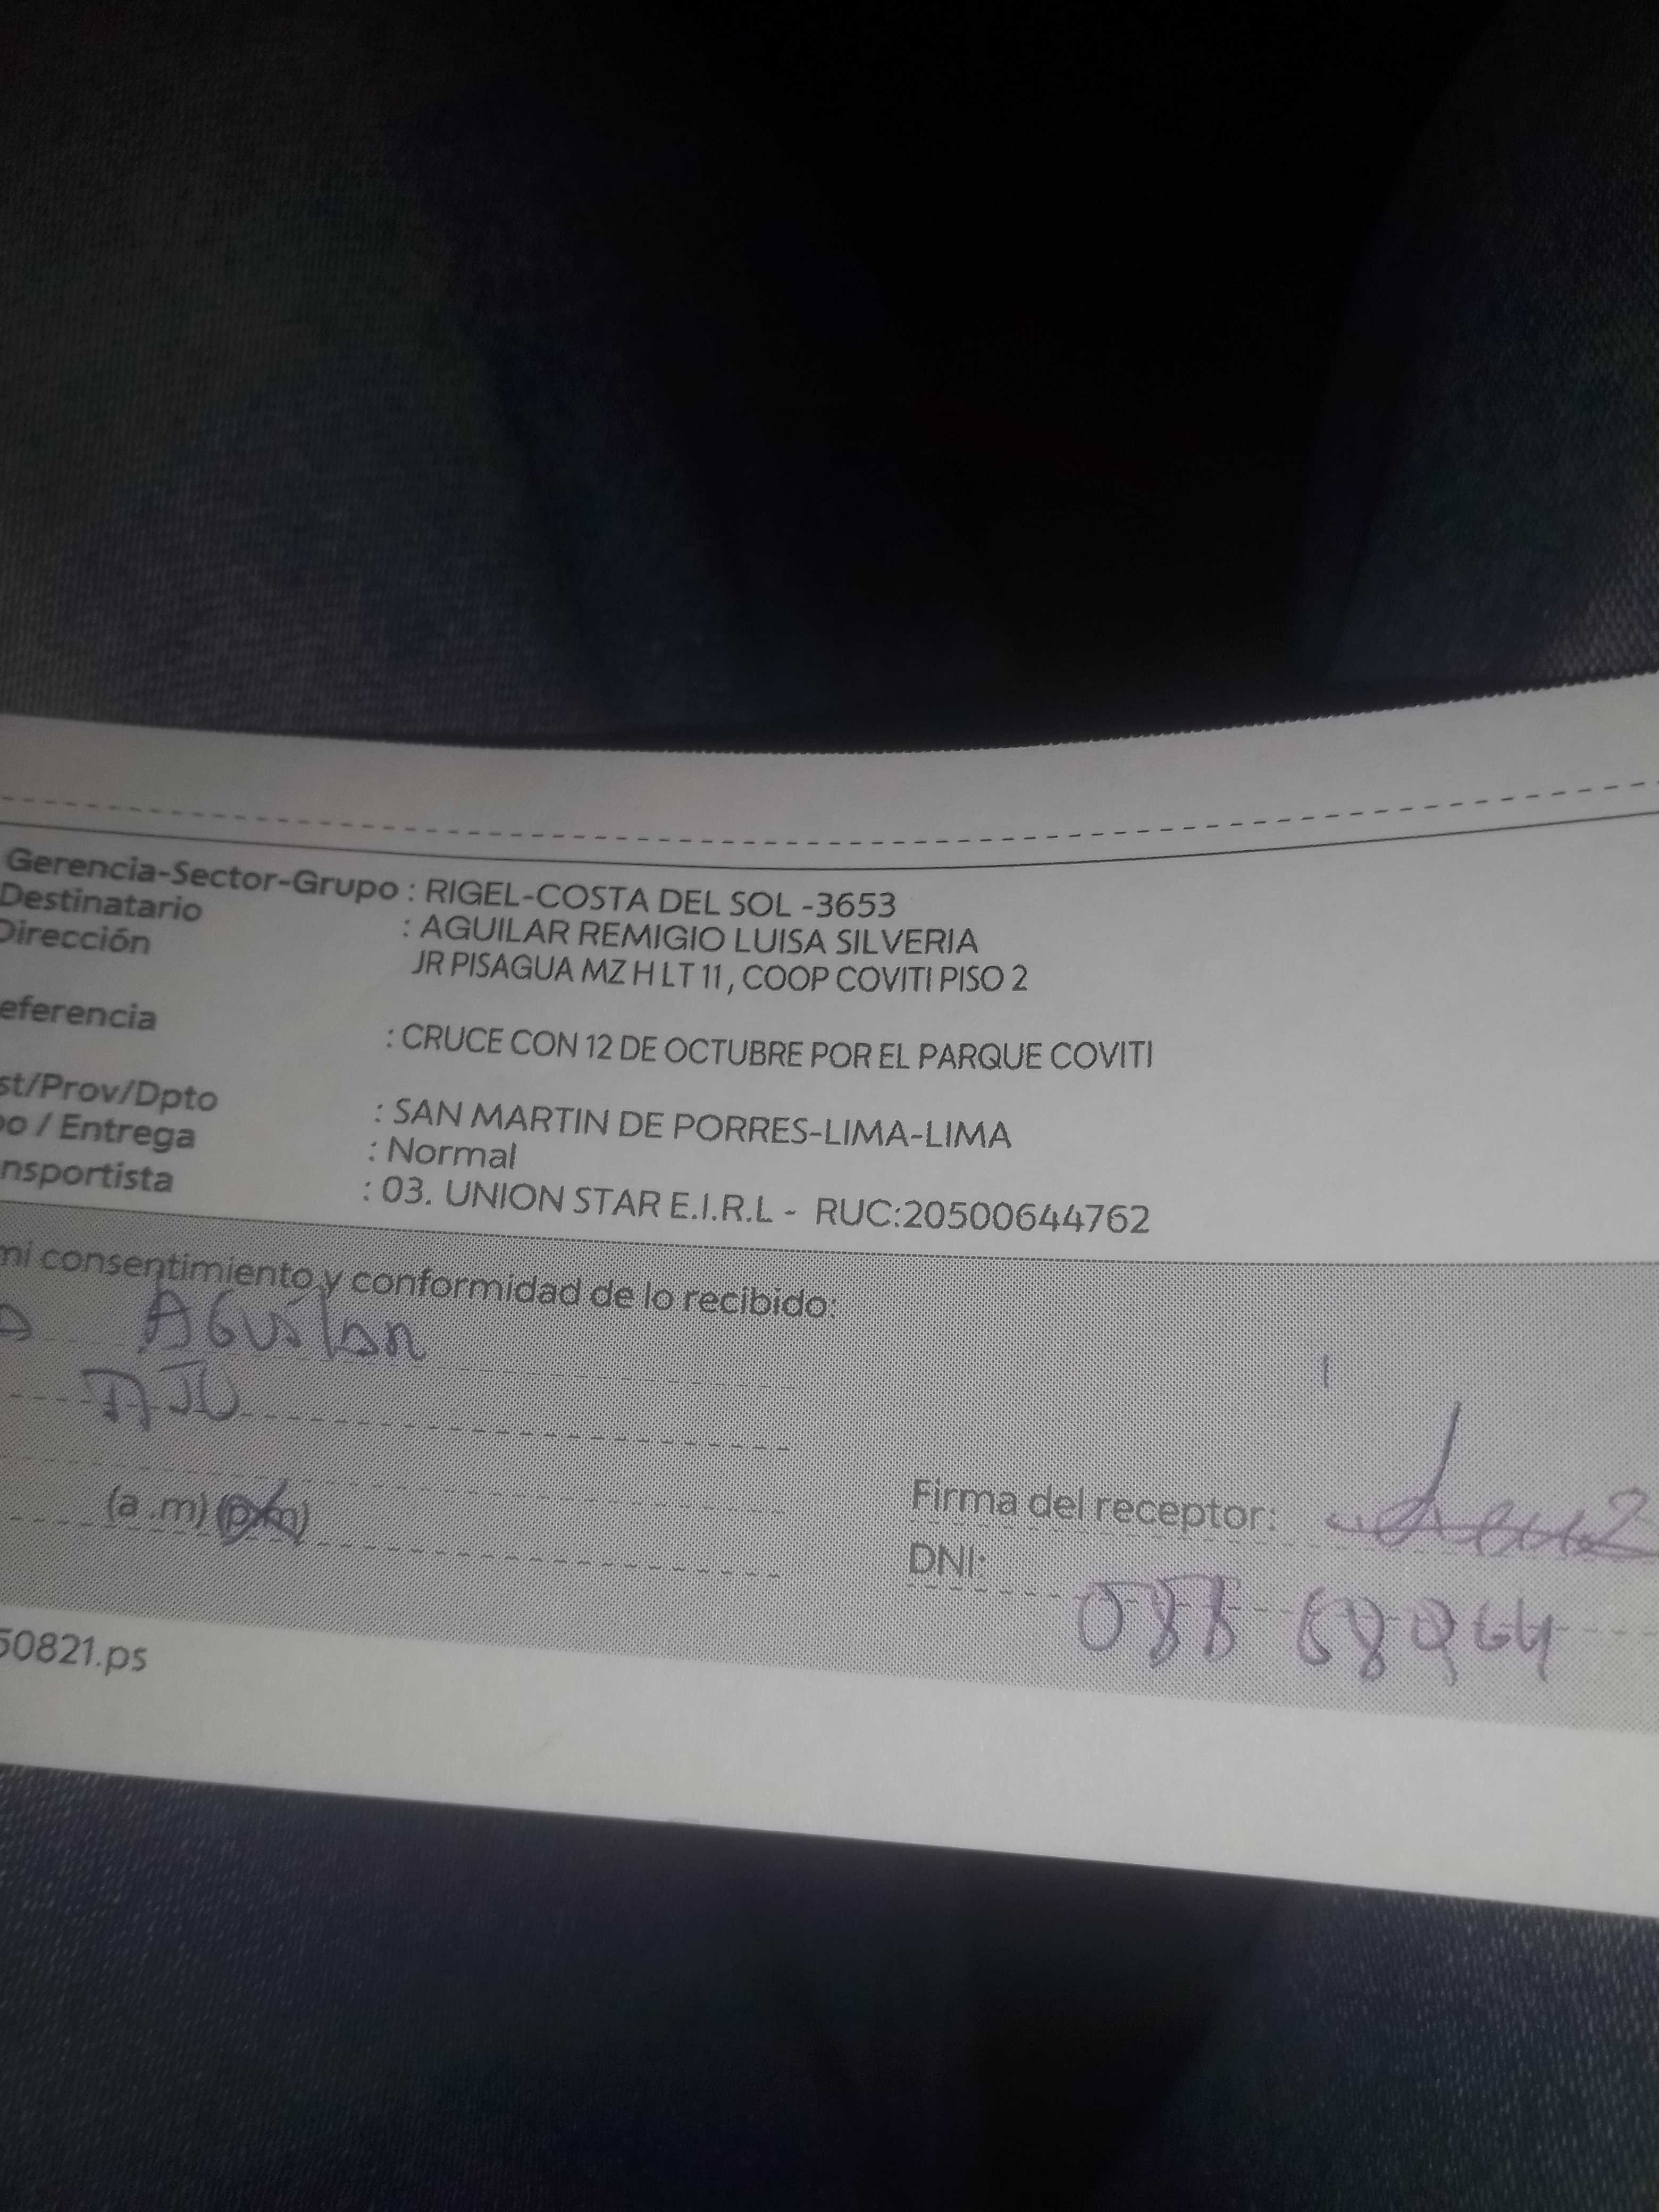 Gerencia-Sector-Grupo : RIGEL-COSTA DEL SOL -3653
Destinatario : AGUILAR REMIGIO LUISA SILVERIA
Dirección JR PISAGUA MZ H LT 11, COOP COVITI PISO 2
eferencia : CRUCE CON 12 DE OCTUBRE POR EL PARQUE COVITI
st/Prov/Dpto : SAN MARTIN DE PORRES-LIMA-LIMA
po / Entrega : Normal
nsportista : 03. UNION STAR E.I.R.L - RUC:20500644762
mi consentimiento y conformidad de lo recibido:
AGUilar
(a .m) (p.m)
Firma del receptor:
DNI:
50821.ps